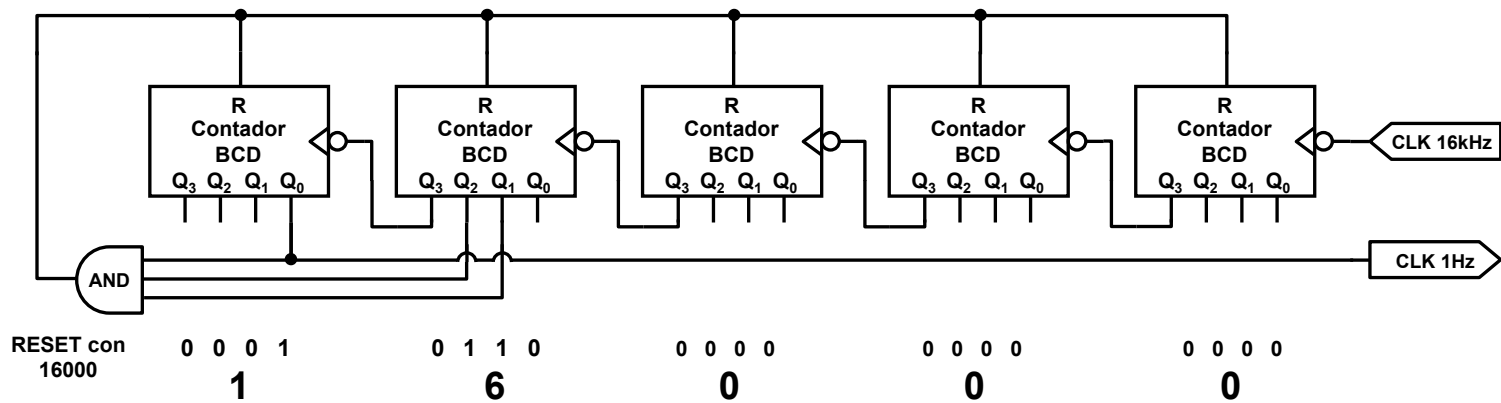 R
Contador
BCD
Q3 Q2 Q1 Q0
R
Contador
BCD
Q3 Q2 Q1 Q0
R
Contador
BCD
Q3 Q2 Q1 Q0
R
Contador
BCD
Q3 Q2 Q1 Q0
R
Contador
BCD
Q3 Q2 Q1 Q0
CLK 16kHz
AND
CLK 1Hz
RESET con
16000
0 0 0 1
0 1 1 0
0 0 0 0
0 0 0 0
0 0 0 0
1
6
0
0
0